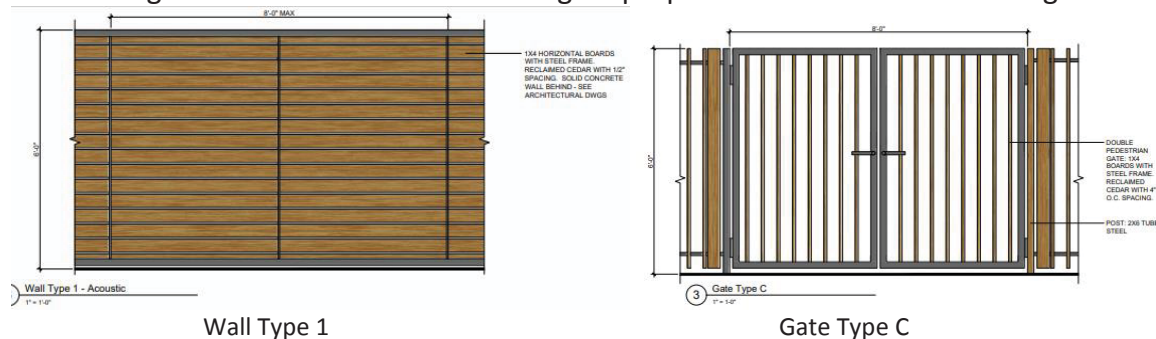 8'-0" MAX
6'-0"
1X4 HORIZONTAL BOARDS
WITH STEEL FRAME.
RECLAIMED CEDAR WITH 1/2"
SPACING. SOLID CONCRETE
WALL BEHIND - SEE
ARCHITECTURAL DWGS
Wall Type 1 - Acoustic
1" = 1'-0"
Wall Type 1
8'-0"
6'-0"
DOUBLE
PEDESTRIAN
GATE: 1X4
BOARDS WITH
STEEL FRAME.
RECLAIMED
CEDAR WITH 4"
O.C. SPACING.
POST: 2X6 TUBE
STEEL
3
Gate Type C
1" = 1'-0"
Gate Type C